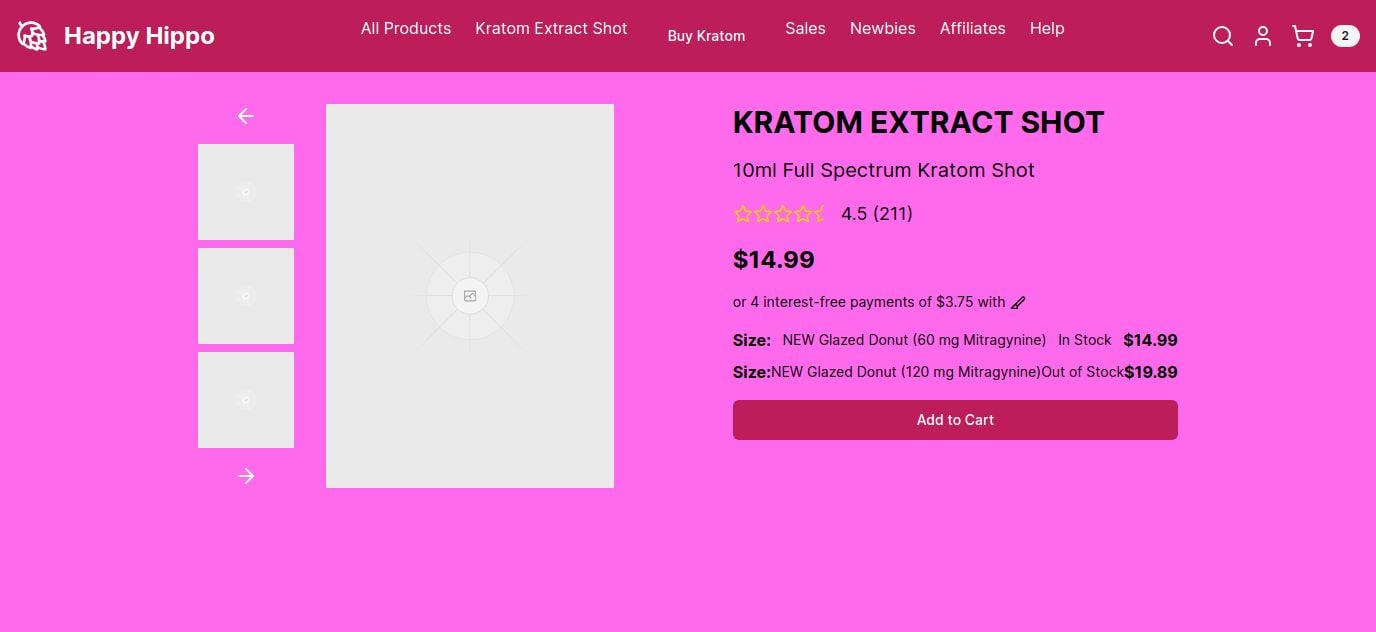 Happy Hippo
All Products
Kratom Extract Shot
Buy Kratom
Sales
Newbies
Affiliates
Help
2
KRATOM EXTRACT SHOT
10ml Full Spectrum Kratom Shot
4.5 (211)
$14.99
or 4 interest-free payments of $3.75 with
Size: NEW Glazed Donut (60 mg Mitragynine) In Stock $14.99
Size:NEW Glazed Donut (120 mg Mitragynine)Out of Stock$19.89
Add to Cart